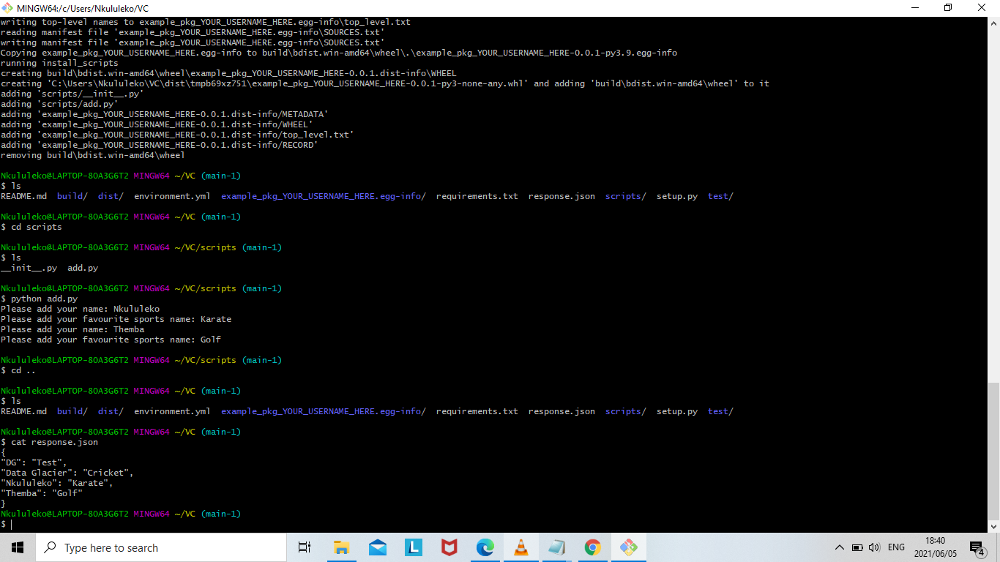 MINGW64:/c/Users/Nkululeko/VC
writing top-level names to example_pkg_YOUR_USERNAME_HERE.egg-info\top_level.txt
reading manifest file 'example_pkg_YOUR_USERNAME_HERE.egg-info\SOURCES.txt'
writing manifest file 'example_pkg_YOUR_USERNAME_HERE.egg-info\SOURCES.txt'
Copying example_pkg_YOUR_USERNAME_HERE.egg-info to build\bdist.win-amd64\wheel\.\example_pkg_YOUR_USERNAME_HERE-0.0.1-py3.9.egg-info
running install_scripts
creating build\bdist.win-amd64\wheel\example_pkg_YOUR_USERNAME_HERE-0.0.1.dist-info\WHEEL
creating 'C:\Users\Nkululeko\VC\dist\tmpb69xz751\example_pkg_YOUR_USERNAME_HERE-0.0.1-py3-none-any.whl' and adding 'build\bdist.win-amd64\wheel' to it
adding 'scripts/__init__.py'
adding 'scripts/add.py'
adding 'example_pkg_YOUR_USERNAME_HERE-0.0.1.dist-info/METADATA'
adding 'example_pkg_YOUR_USERNAME_HERE-0.0.1.dist-info/WHEEL'
adding 'example_pkg_YOUR_USERNAME_HERE-0.0.1.dist-info/top_level.txt'
adding 'example_pkg_YOUR_USERNAME_HERE-0.0.1.dist-info/RECORD'
removing build\bdist.win-amd64\wheel
Nkululeko@LAPTOP-8OA3G6T2 MINGW64 ~/VC (main-1)
$ ls
README.md build/ dist/ environment.yml example_pkg_YOUR_USERNAME_HERE.egg-info/ requirements.txt response.json scripts/ setup.py test/
Nkululeko@LAPTOP-8OA3G6T2 MINGW64 ~/VC (main-1)
$ cd scripts
Nkululeko@LAPTOP-8OA3G6T2 MINGW64 ~/VC/scripts (main-1)
$ ls
__init__.py add.py
Nkululeko@LAPTOP-8OA3G6T2 MINGW64 ~/VC/scripts (main-1)
$ python add.py
Please add your name: Nkululeko
Please add your favourite sports name: Karate
Please add your name: Themba
Please add your favourite sports name: Golf
Nkululeko@LAPTOP-8OA3G6T2 MINGW64 ~/VC/scripts (main-1)
$ cd ..
Nkululeko@LAPTOP-8OA3G6T2 MINGW64 ~/VC (main-1)
$ ls
README.md build/ dist/ environment.yml example_pkg_YOUR_USERNAME_HERE.egg-info/ requirements.txt response.json scripts/ setup.py test/
Nkululeko@LAPTOP-8OA3G6T2 MINGW64 ~/VC (main-1)
$ cat response.json
{
"DG": "Test",
"Data Glacier": "Cricket",
"Nkululeko": "Karate",
"Themba": "Golf"
}
Nkululeko@LAPTOP-8OA3G6T2 MINGW64 ~/VC (main-1)
$
Type here to search
L
ENG
18:40
2021/06/05
4